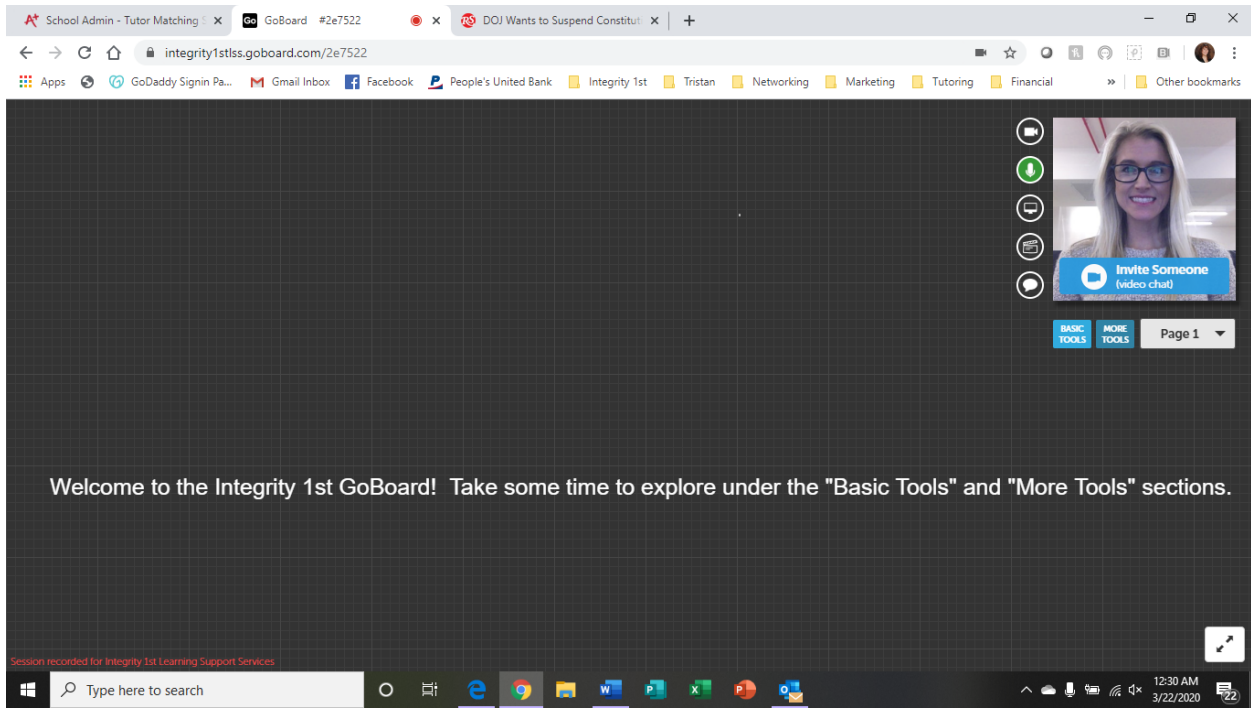 School Admin - Tutor Matching S
Go GoBoard #2e7522
RS DOJ Wants to Suspend Constituti
integrity1stlss.goboard.com/2e7522
Apps GoDaddy Signin Pa... Gmail Inbox Facebook People's United Bank Integrity 1st Tristan Networking Marketing Tutoring Financial » Other bookmarks
Invite Someone
(video chat)
BASIC TOOLS
MORE TOOLS
Page 1
Welcome to the Integrity 1st GoBoard! Take some time to explore under the "Basic Tools" and "More Tools" sections.
Session recorded for Integrity 1st Learning Support Services
Type here to search
12:30 AM
3/22/2020
22